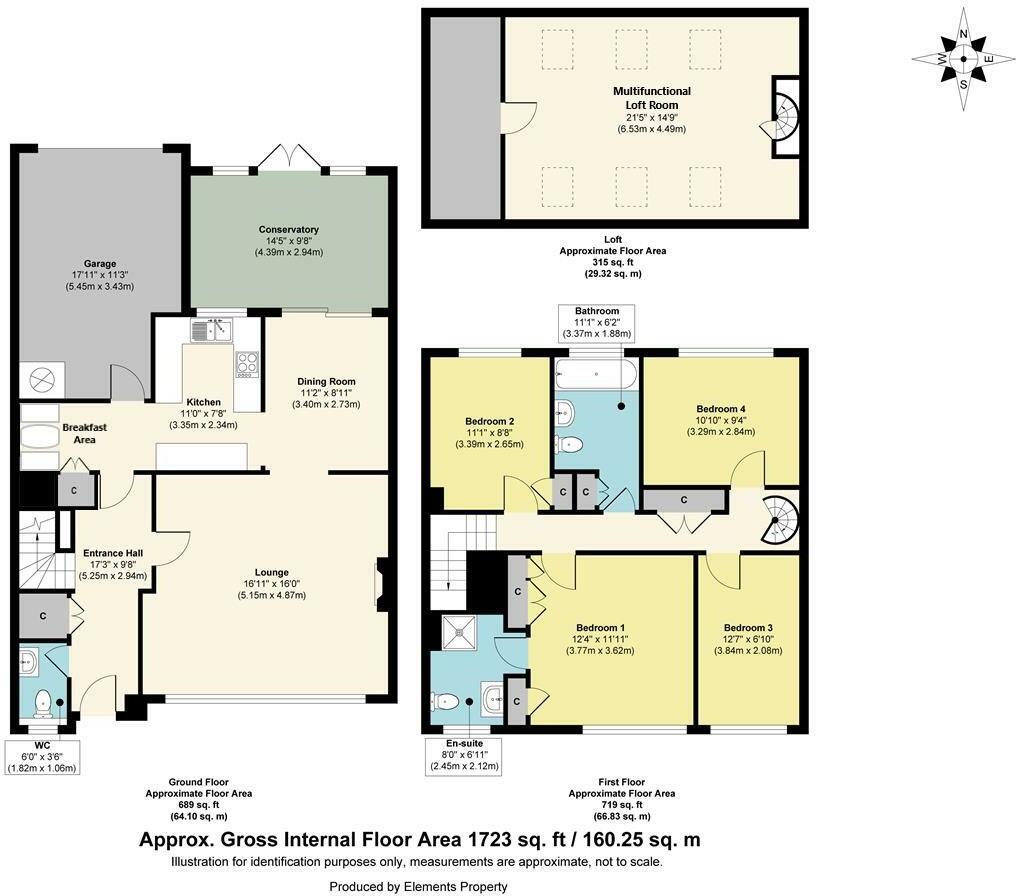 N
W
E
S
Multifunctional
Loft Room
21'5" x 14'9"
(6.53m x 4.49m)
Loft
Approximate Floor Area
315 sq. ft
(29.32 sq. m)
Conservatory
14'5" x 9'8"
(4.39m x 2.94m)
Garage
17'11" x 11'3"
(5.45m x 3.43m)
Dining Room
11'2" x 8'11"
(3.40m x 2.73m)
Kitchen
11'0" x 7'8"
(3.35m x 2.34m)
Breakfast
Area
C
Entrance Hall
17'3" x 9'8"
(5.25m x 2.94m)
Lounge
16'11" x 16'0"
(5.15m x 4.87m)
C
WC
6'0" x 3'6"
(1.82m x 1.06m)
Ground Floor
Approximate Floor Area
689 sq. ft
(64.10 sq. m)
Bathroom
11'1" x 6'2"
(3.37m x 1.88m)
Bedroom 2
11'1" x 8'8"
(3.39m x 2.65m)
Bedroom 4
10'10" x 9'4"
(3.29m x 2.84m)
C
C
C
C
Bedroom 1
12'4" x 11'11"
(3.77m x 3.62m)
Bedroom 3
12'7" x 6'10"
(3.84m x 2.08m)
C
En-suite
8'0" x 6'11"
(2.45m x 2.12m)
First Floor
Approximate Floor Area
719 sq. ft
(66.83 sq. m)
Approx. Gross Internal Floor Area 1723 sq. ft / 160.25 sq. m
Illustration for identification purposes only, measurements are approximate, not to scale.
Produced by Elements Property